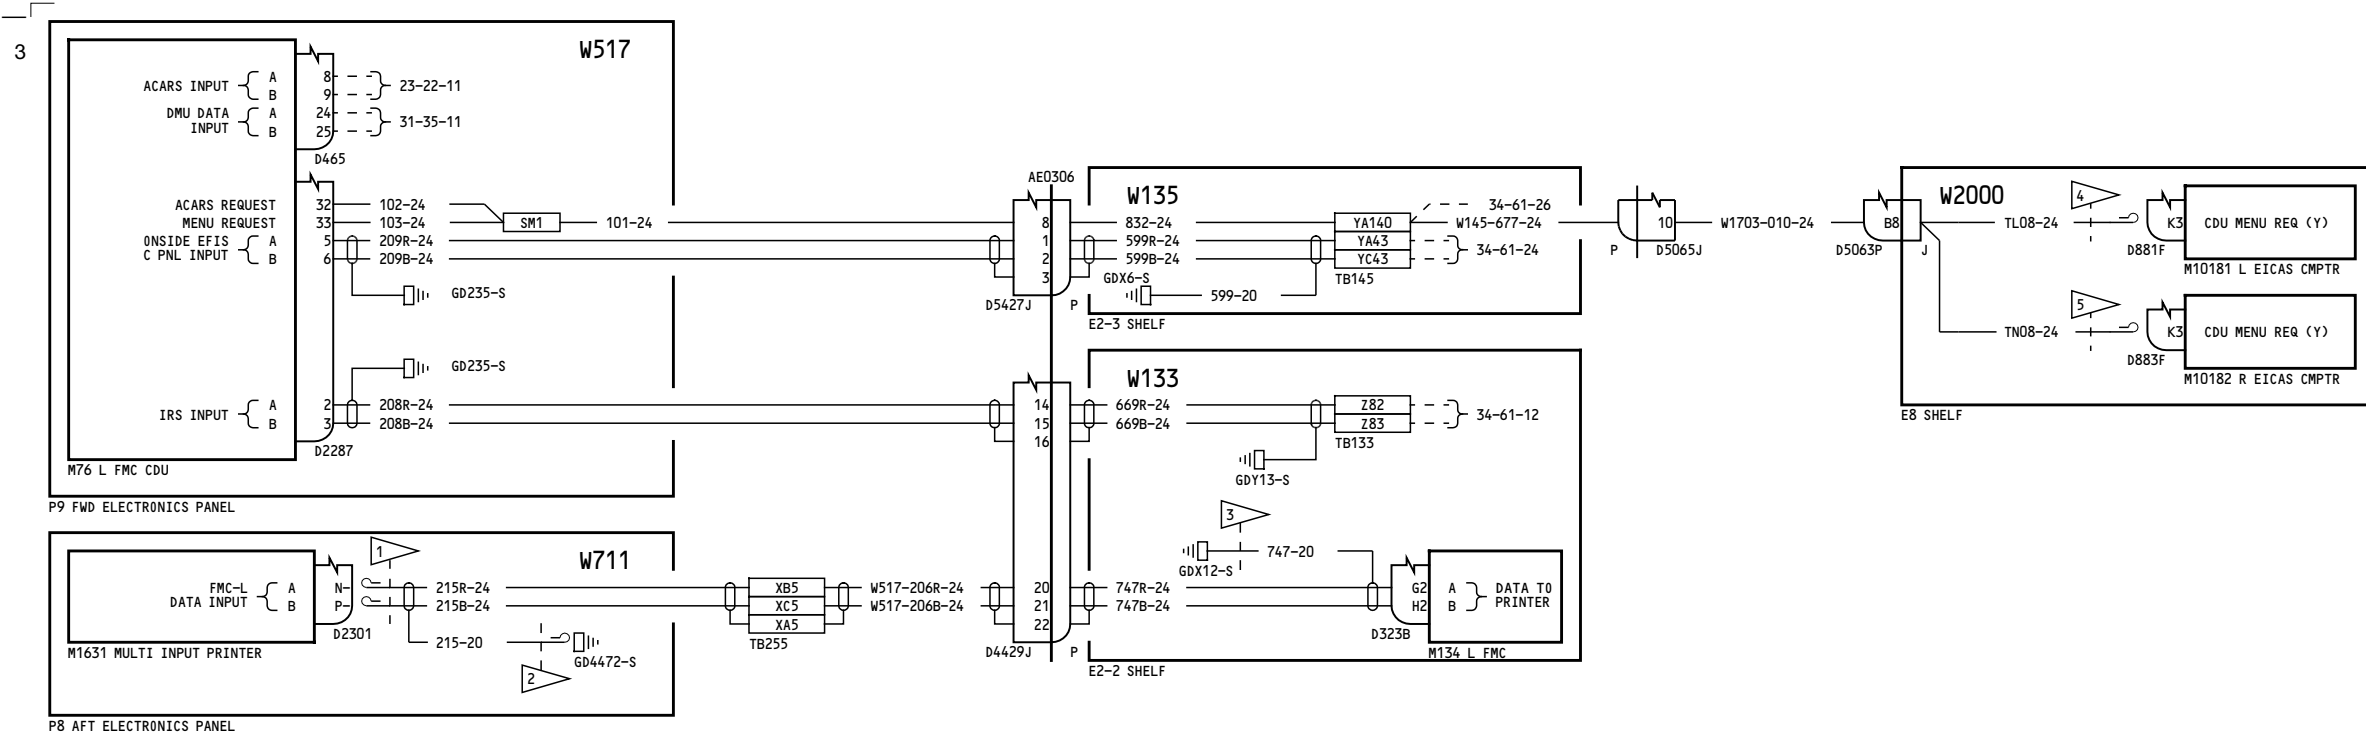 3
W517
ACARS INPUT A 8 23-22-11
B 9
DMU DATA INPUT A 24 31-35-11
B 25
D465
ACARS REQUEST 32 102-24
MENU REQUEST 33 103-24 SM1 101-24
ONSIDE EFIS C PNL INPUT A 5 209R-24
B 6 209B-24
GD235-S
GD235-S
IRS INPUT A 2 208R-24
B 3 208B-24
D2287
M76 L FMC CDU
P9 FWD ELECTRONICS PANEL
AE0306
W135
8 832-24 YA140 W145-677-24
34-61-26
1 599R-24 YA43 34-61-24
2 599B-24 YC43
3 GDX6-S TB145
599-20
D5427J P
E2-3 SHELF
10 W1703-010-24
P D5065J
W2000
B8 TL08-24 4 K3 CDU MENU REQ (Y)
D5063P J D881F
M10181 L EICAS CMPTR
5
TN08-24 K3 CDU MENU REQ (Y)
D883F
M10182 R EICAS CMPTR
E8 SHELF
W133
14 669R-24 Z82 34-61-12
15 669B-24 Z83
16 TB133
GDY13-S
3
GDX12-S 747-20
20 747R-24 G2 A DATA TO PRINTER
21 747B-24 H2 B
22 D323B
D4429J P M134 L FMC
E2-2 SHELF
1
W711
FMC-L DATA INPUT A N- 215R-24 XB5 W517-206R-24
B P- 215B-24 XC5 W517-206B-24
XA5
D2301 215-20 TB255
GD4472-S
2
M1631 MULTI INPUT PRINTER
P8 AFT ELECTRONICS PANEL